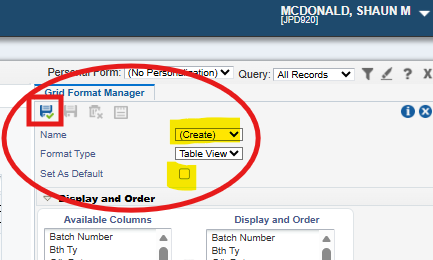 MCDONALD, SHAUN M
[JPD920]
Personal Form: (No Personalization) Query: All Records
Grid Format Manager
Name (Create)
Format Type Table View
Set As Default
Display and Order
Available Columns Display and Order
Batch Number Batch Number
Bth Ty Bth Ty